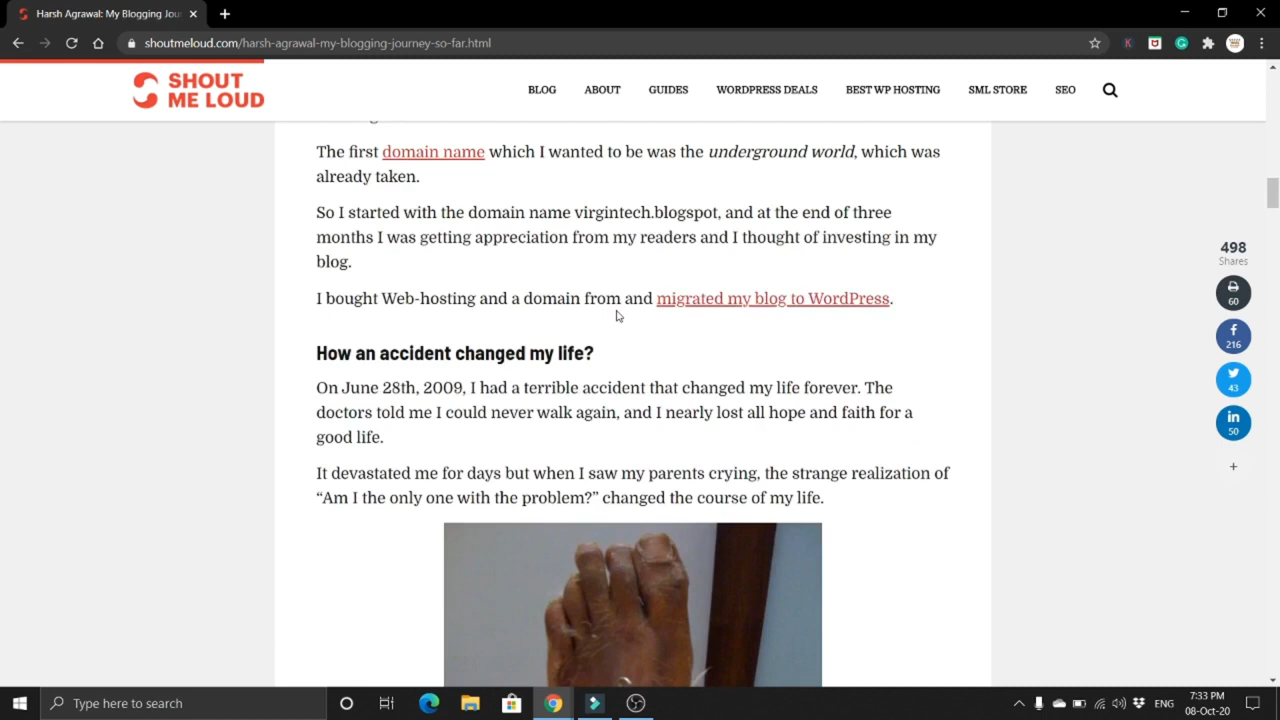 Harsh Agrawal: My Blogging Jour
shoutmeloud.com/harsh-agrawal-my-blogging-journey-so-far.html
SHOUT
ME LOUD
BLOG ABOUT GUIDES WORDPRESS DEALS BEST WP HOSTING SML STORE SEO
The first domain name which I wanted to be was the underground world, which was
already taken.
So I started with the domain name virgintech.blogspot, and at the end of three
months I was getting appreciation from my readers and I thought of investing in my
blog.
I bought Web-hosting and a domain from and migrated my blog to WordPress.
How an accident changed my life?
On June 28th, 2009, I had a terrible accident that changed my life forever. The
doctors told me I could never walk again, and I nearly lost all hope and faith for a
good life.
It devastated me for days but when I saw my parents crying, the strange realization of
“Am I the only one with the problem?” changed the course of my life.
498
Shares
60
216
43
50
Type here to search
ENG
7:33 PM
08-Oct-20